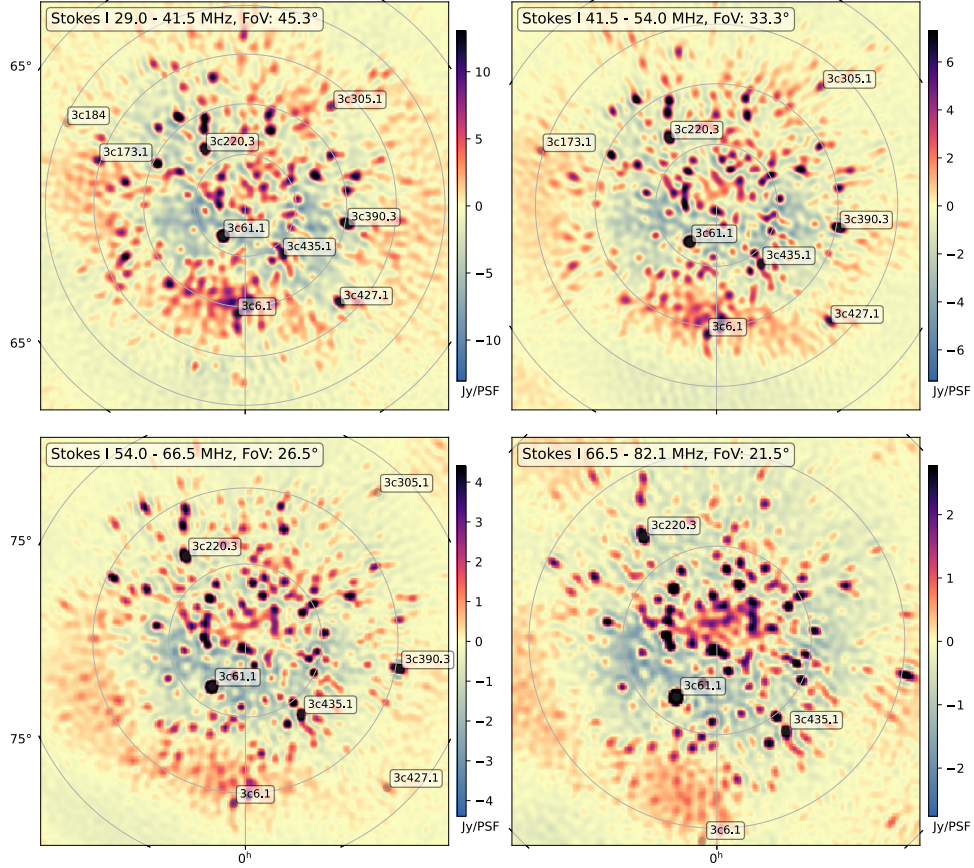 Stokes I 29.0 - 41.5 MHz, FoV: 45.3°
65°
3c305.1
3c184
3c220.3
3c173.1
3c390.3
3c61.1
3c435.1
3c427.1
3c6.1
65°
10
5
0
−5
−10
Jy/PSF
Stokes I 41.5 - 54.0 MHz, FoV: 33.3°
3c305.1
3c220.3
3c173.1
3c390.3
3c61.1
3c435.1
3c427.1
3c6.1
6
4
2
0
−2
−4
−6
Jy/PSF
Stokes I 54.0 - 66.5 MHz, FoV: 26.5°
3c305.1
75°
3c220.3
3c390.3
3c61.1
3c435.1
75°
3c427.1
3c6.1
0h
4
3
2
1
0
−1
−2
−3
−4
Jy/PSF
Stokes I 66.5 - 82.1 MHz, FoV: 21.5°
3c220.3
3c61.1
3c435.1
3c6.1
0h
2
1
0
−1
−2
Jy/PSF